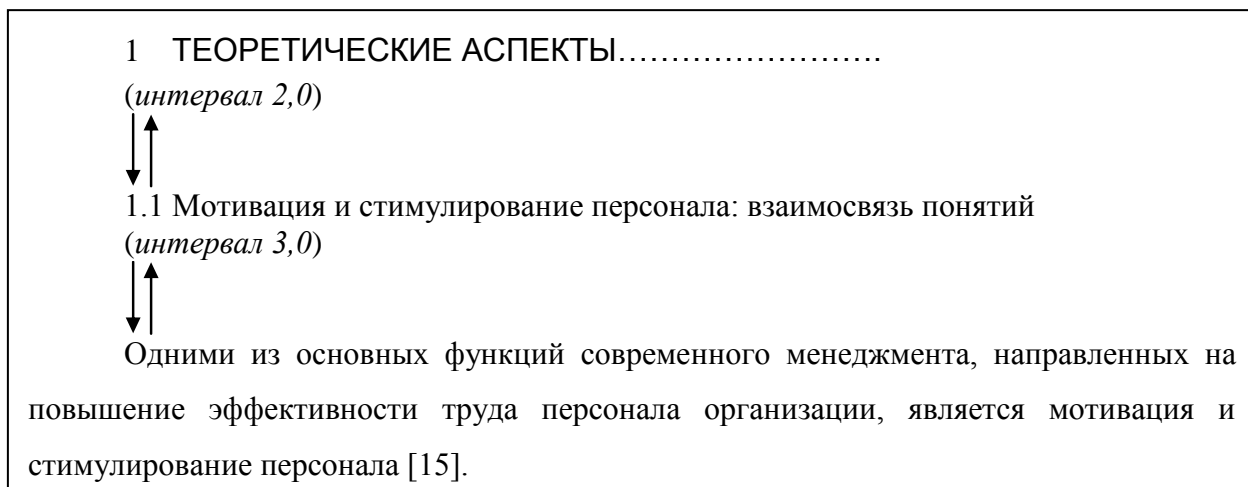 1 ТЕОРЕТИЧЕСКИЕ АСПЕКТЫ…………………….
(интервал 2,0)
1.1 Мотивация и стимулирование персонала: взаимосвязь понятий
(интервал 3,0)
Одними из основных функций современного менеджмента, направленных на
повышение эффективности труда персонала организации, является мотивация и
стимулирование персонала [15].